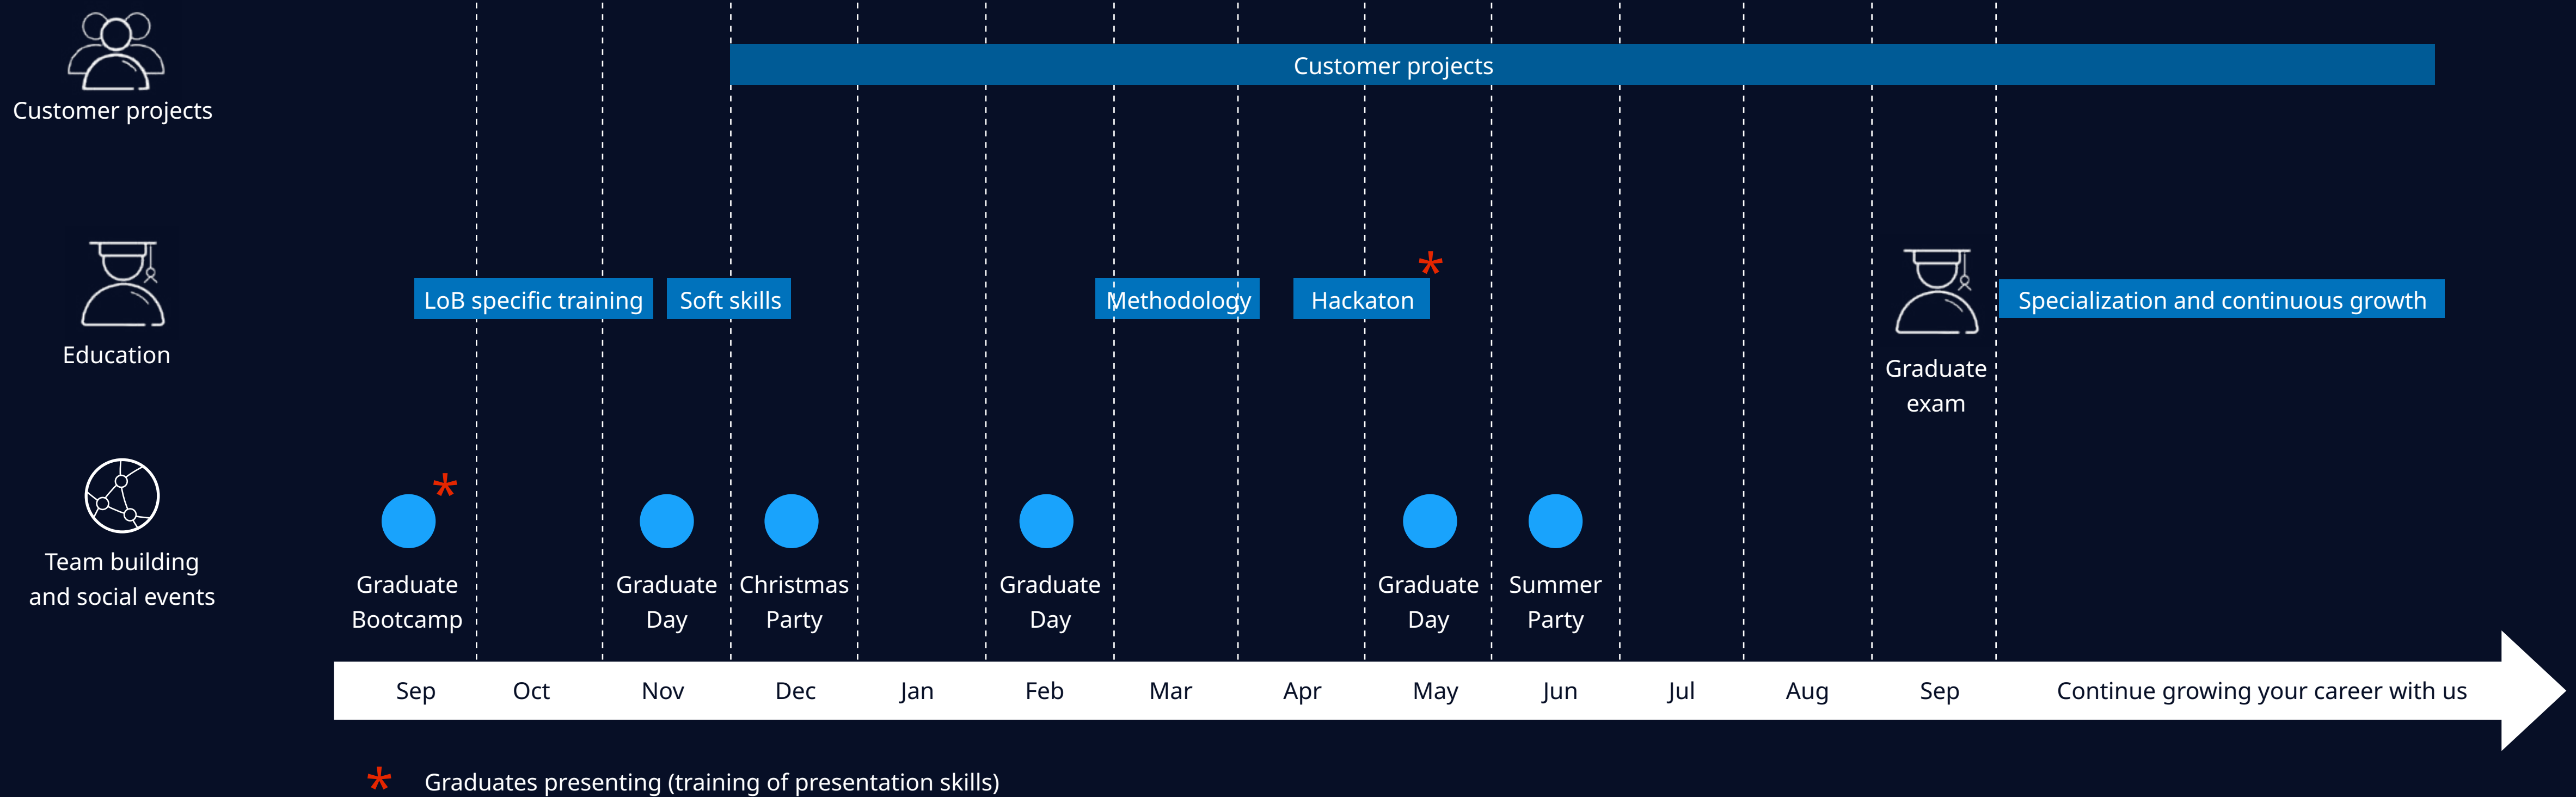 Customer projects
Customer projects
LoB specific training
Soft skills
Methodology
Hackaton
*
Specialization and continuous growth
Education
Graduate
exam
*
Team building
and social events
Graduate
Bootcamp
Graduate
Day
Christmas
Party
Graduate
Day
Graduate
Day
Summer
Party
Sep
Oct
Nov
Dec
Jan
Feb
Mar
Apr
May
Jun
Jul
Aug
Sep
Continue growing your career with us
* Graduates presenting (training of presentation skills)